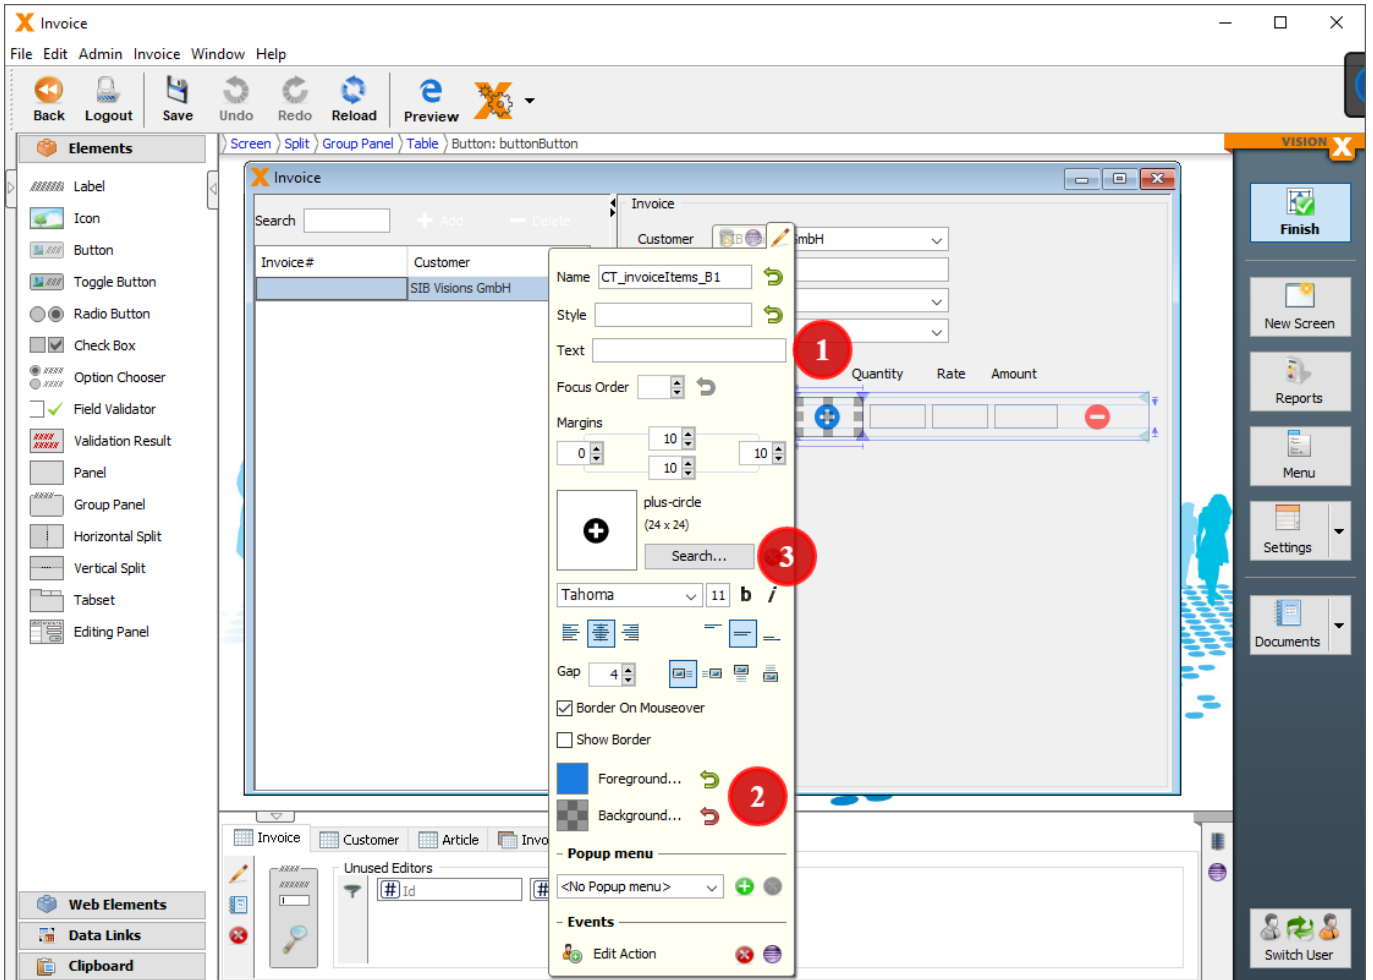 Invoice
File Edit Admin Invoice Window Help
Back Logout Save Undo Redo Reload Preview
Elements
Label
Icon
Button
Toggle Button
Radio Button
Check Box
Option Chooser
Field Validator
Validation Result
Panel
Group Panel
Horizontal Split
Vertical Split
Tabset
Editing Panel
Web Elements
Data Links
Clipboard
Screen Split Group Panel Table Button: buttonButton
Invoice
Search Add Delete
Invoice# Customer
SIB Visions GmbH
Invoice
Customer SIB mbH
Quantity Rate Amount
Name CT_invoiceItems_B1
Style
Text
1
Focus Order
Margins
10
0 10
10
plus-circle
(24 x 24)
Search...
3
Tahoma 11 b i
Gap 4
Border On Mouseover
Show Border
Foreground...
2
Background...
Popup menu
<No Popup menu>
Events
Edit Action
Invoice Customer Article Invo
Unused Editors
# Id #
VISION X
Finish
New Screen
Reports
Menu
Settings
Documents
Switch User